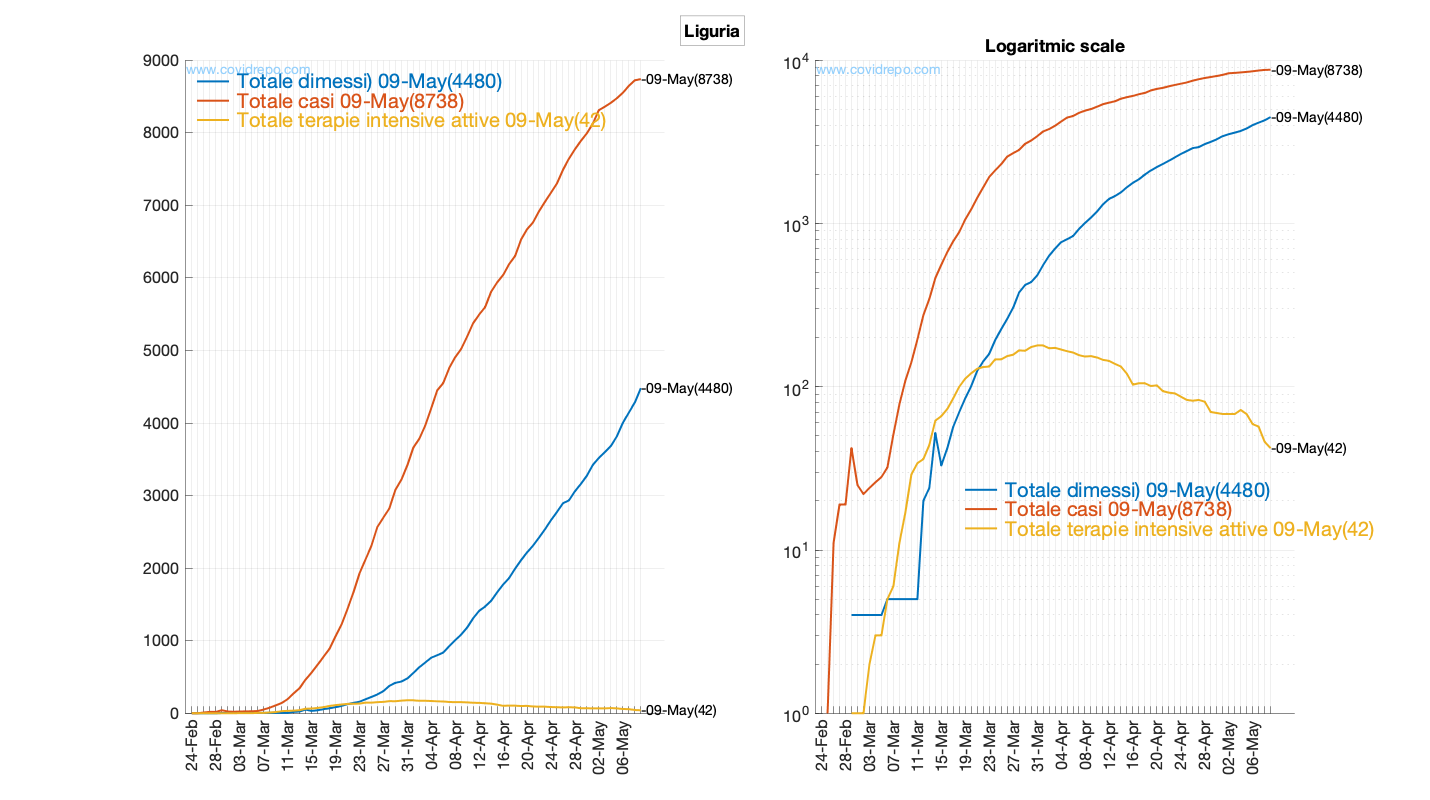 Liguria
www.covidrepo.com
Totale dimessi) 09-May(4480)
Totale casi 09-May(8738)
Totale terapie intensive attive 09-May(42)
9000
8000
7000
6000
5000
4000
3000
2000
1000
0
-09-May(8738)
-09-May(4480)
-09-May(42)
24-Feb
28-Feb
03-Mar
07-Mar
11-Mar
15-Mar
19-Mar
23-Mar
27-Mar
31-Mar
04-Apr
08-Apr
12-Apr
16-Apr
20-Apr
24-Apr
28-Apr
02-May
06-May
Logaritmic scale
www.covidrepo.com
10^4
10^3
10^2
10^1
10^0
-09-May(8738)
-09-May(4480)
-09-May(42)
Totale dimessi) 09-May(4480)
Totale casi 09-May(8738)
Totale terapie intensive attive 09-May(42)
24-Feb
28-Feb
03-Mar
07-Mar
11-Mar
15-Mar
19-Mar
23-Mar
27-Mar
31-Mar
04-Apr
08-Apr
12-Apr
16-Apr
20-Apr
24-Apr
28-Apr
02-May
06-May